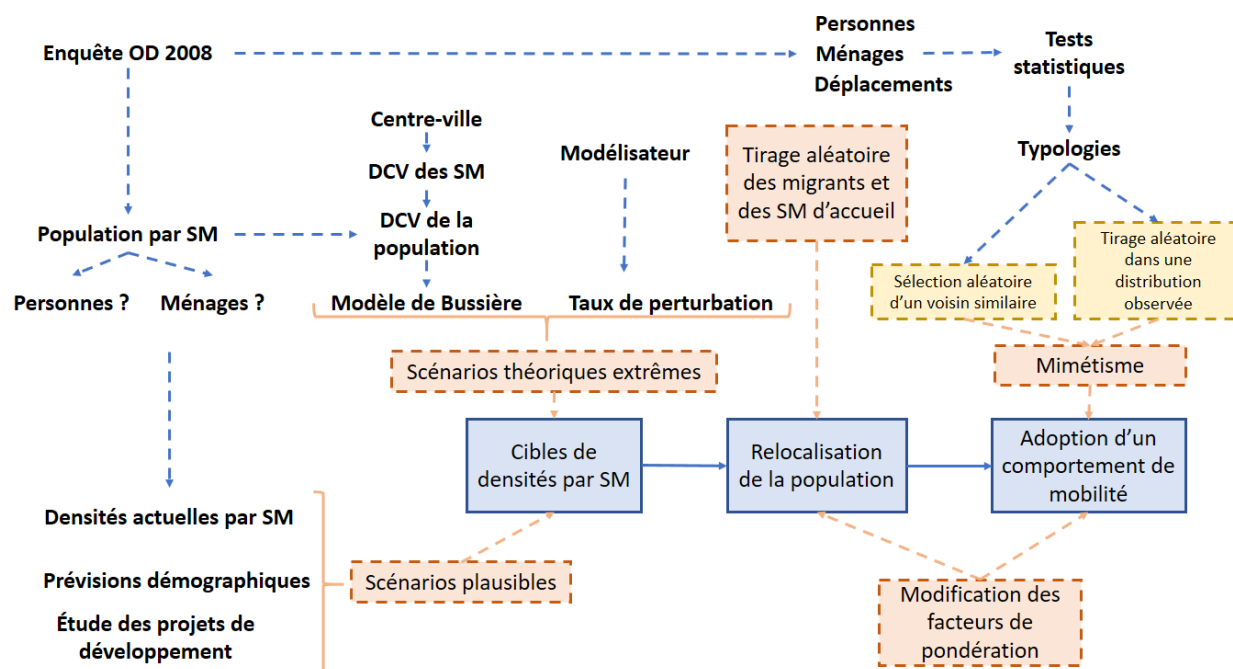 Enquête OD 2008
Personnes
Ménages
Déplacements
Tests
statistiques
Centre-ville
DCV des SM
DCV de la
population
Modélisateur
Tirage aléatoire
des migrants et
des SM d’accueil
Typologies
Population par SM
Personnes ?
Ménages ?
Modèle de Bussière
Taux de perturbation
Sélection aléatoire
d’un voisin similaire
Tirage aléatoire
dans une
distribution
observée
Scénarios théoriques extrêmes
Mimétisme
Cibles de
densités par SM
Relocalisation
de la population
Adoption d’un
comportement de
mobilité
Densités actuelles par SM
Prévisions démographiques
Étude des projets de
développement
Scénarios plausibles
Modification des
facteurs de
pondération